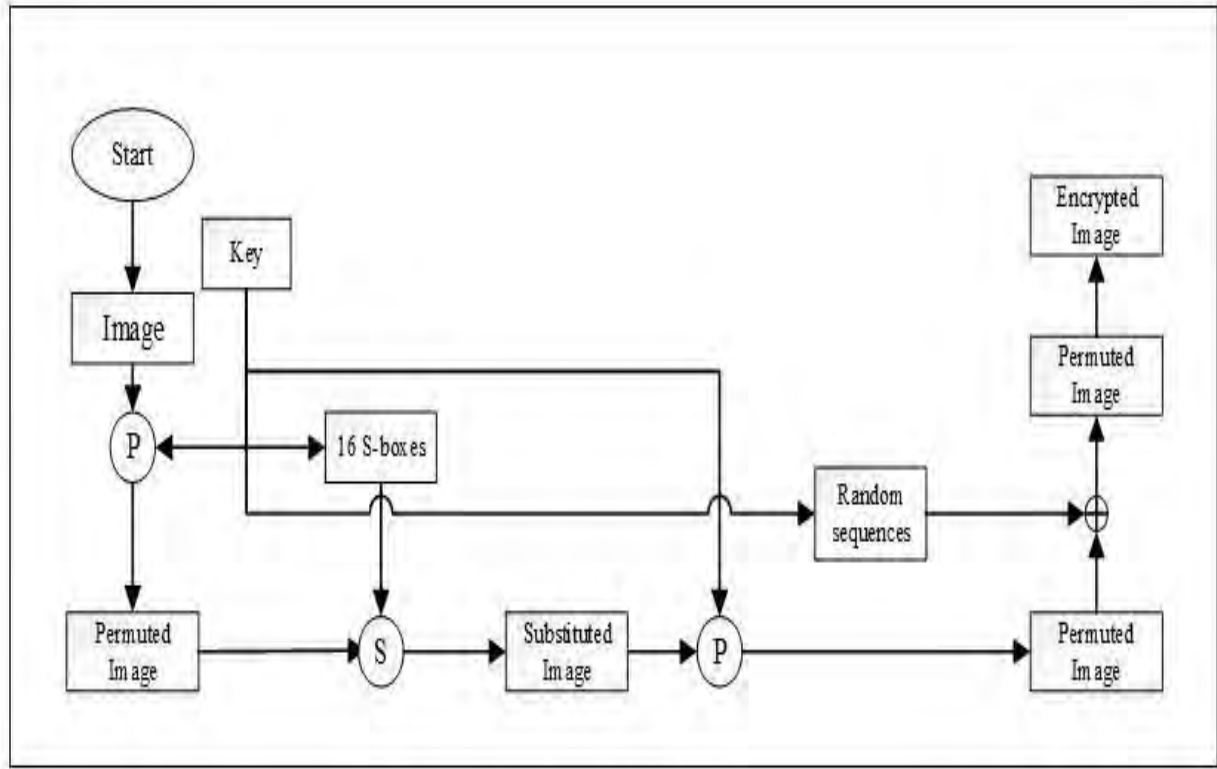 Start
Key
Image
P
16 S-boxes
Random
sequences
Encrypted
Image
Permuted
Image
Permuted
Image
S
Substituted
Image
P
Permuted
Image